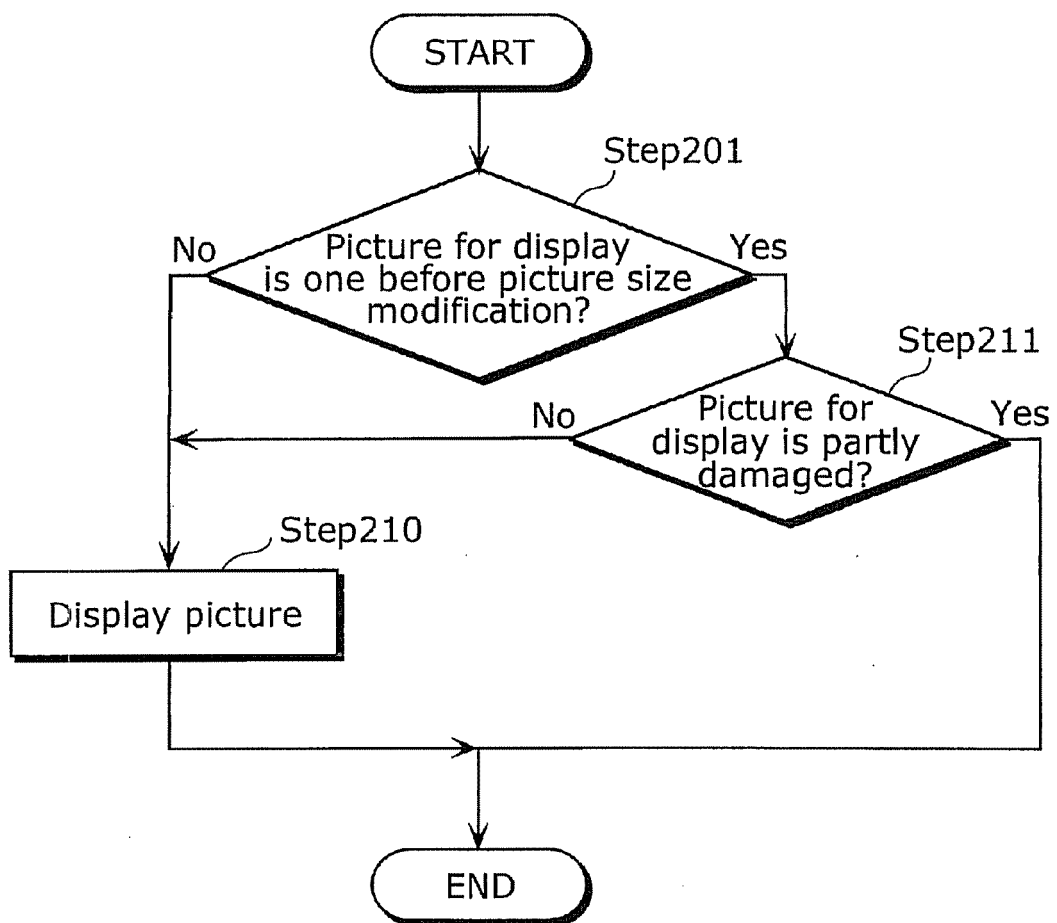 START
Step201
No
Yes
Picture for display
is one before picture size
modification?
Step211
No
Yes
Picture for
display is partly
damaged?
Step210
Display picture
END